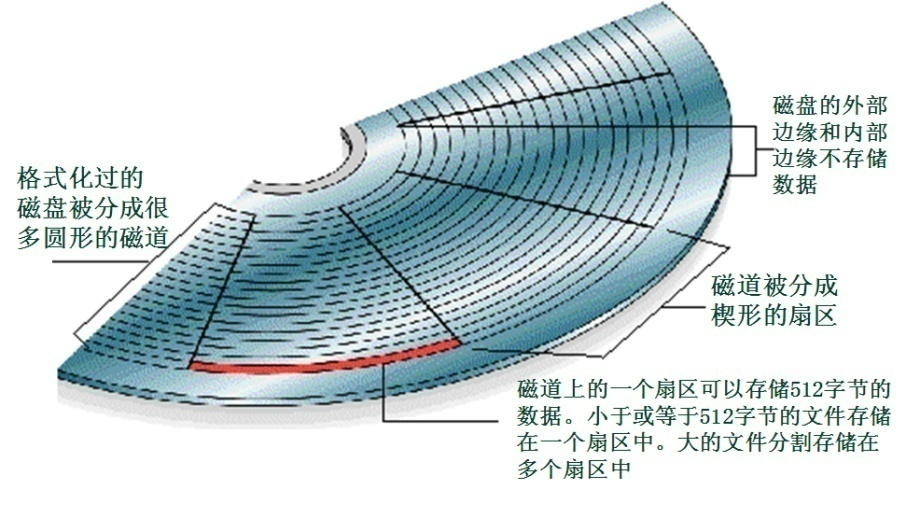 磁盘的外部
边缘和内部
边缘不存储
数据
格式化过的
磁盘被分成很
多圆形的磁道
磁道被分成
楔形的扇区
磁道上的一个扇区可以存储512字节的
数据。小于或等于512字节的文件存储
在一个扇区中。大的文件分割存储在
多个扇区中